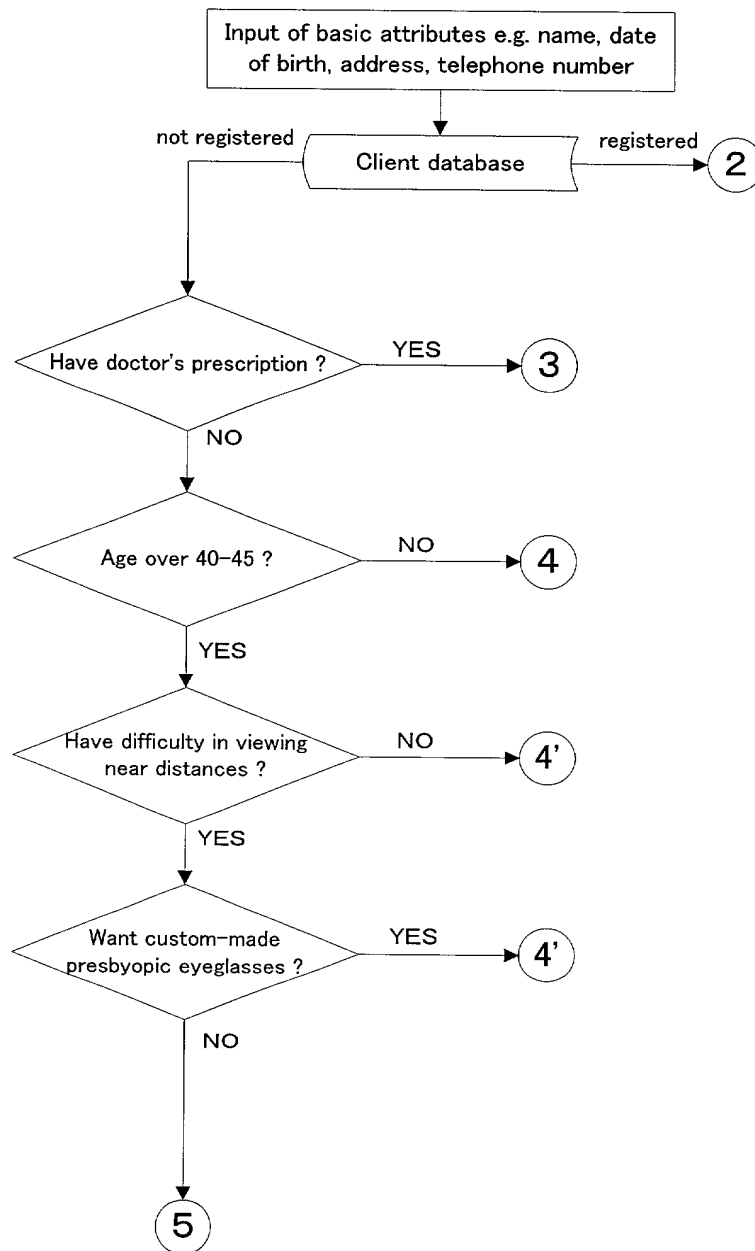 Input of basic attributes e.g. name, date
of birth, address, telephone number
not registered
Client database
registered
2
Have doctor's prescription ?
YES
3
NO
Age over 40-45 ?
NO
4
YES
Have difficulty in viewing
near distances ?
NO
4'
YES
Want custom-made
presbyopic eyeglasses ?
YES
4'
NO
5